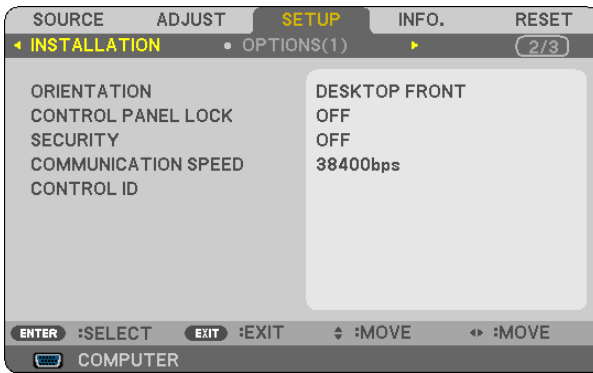 SOURCE ADJUST SETUP INFO. RESET
INSTALLATION • OPTIONS(1) 2/3
ORIENTATION DESKTOP FRONT
CONTROL PANEL LOCK OFF
SECURITY OFF
COMMUNICATION SPEED 38400bps
CONTROL ID
ENTER :SELECT EXIT :EXIT :MOVE :MOVE
COMPUTER